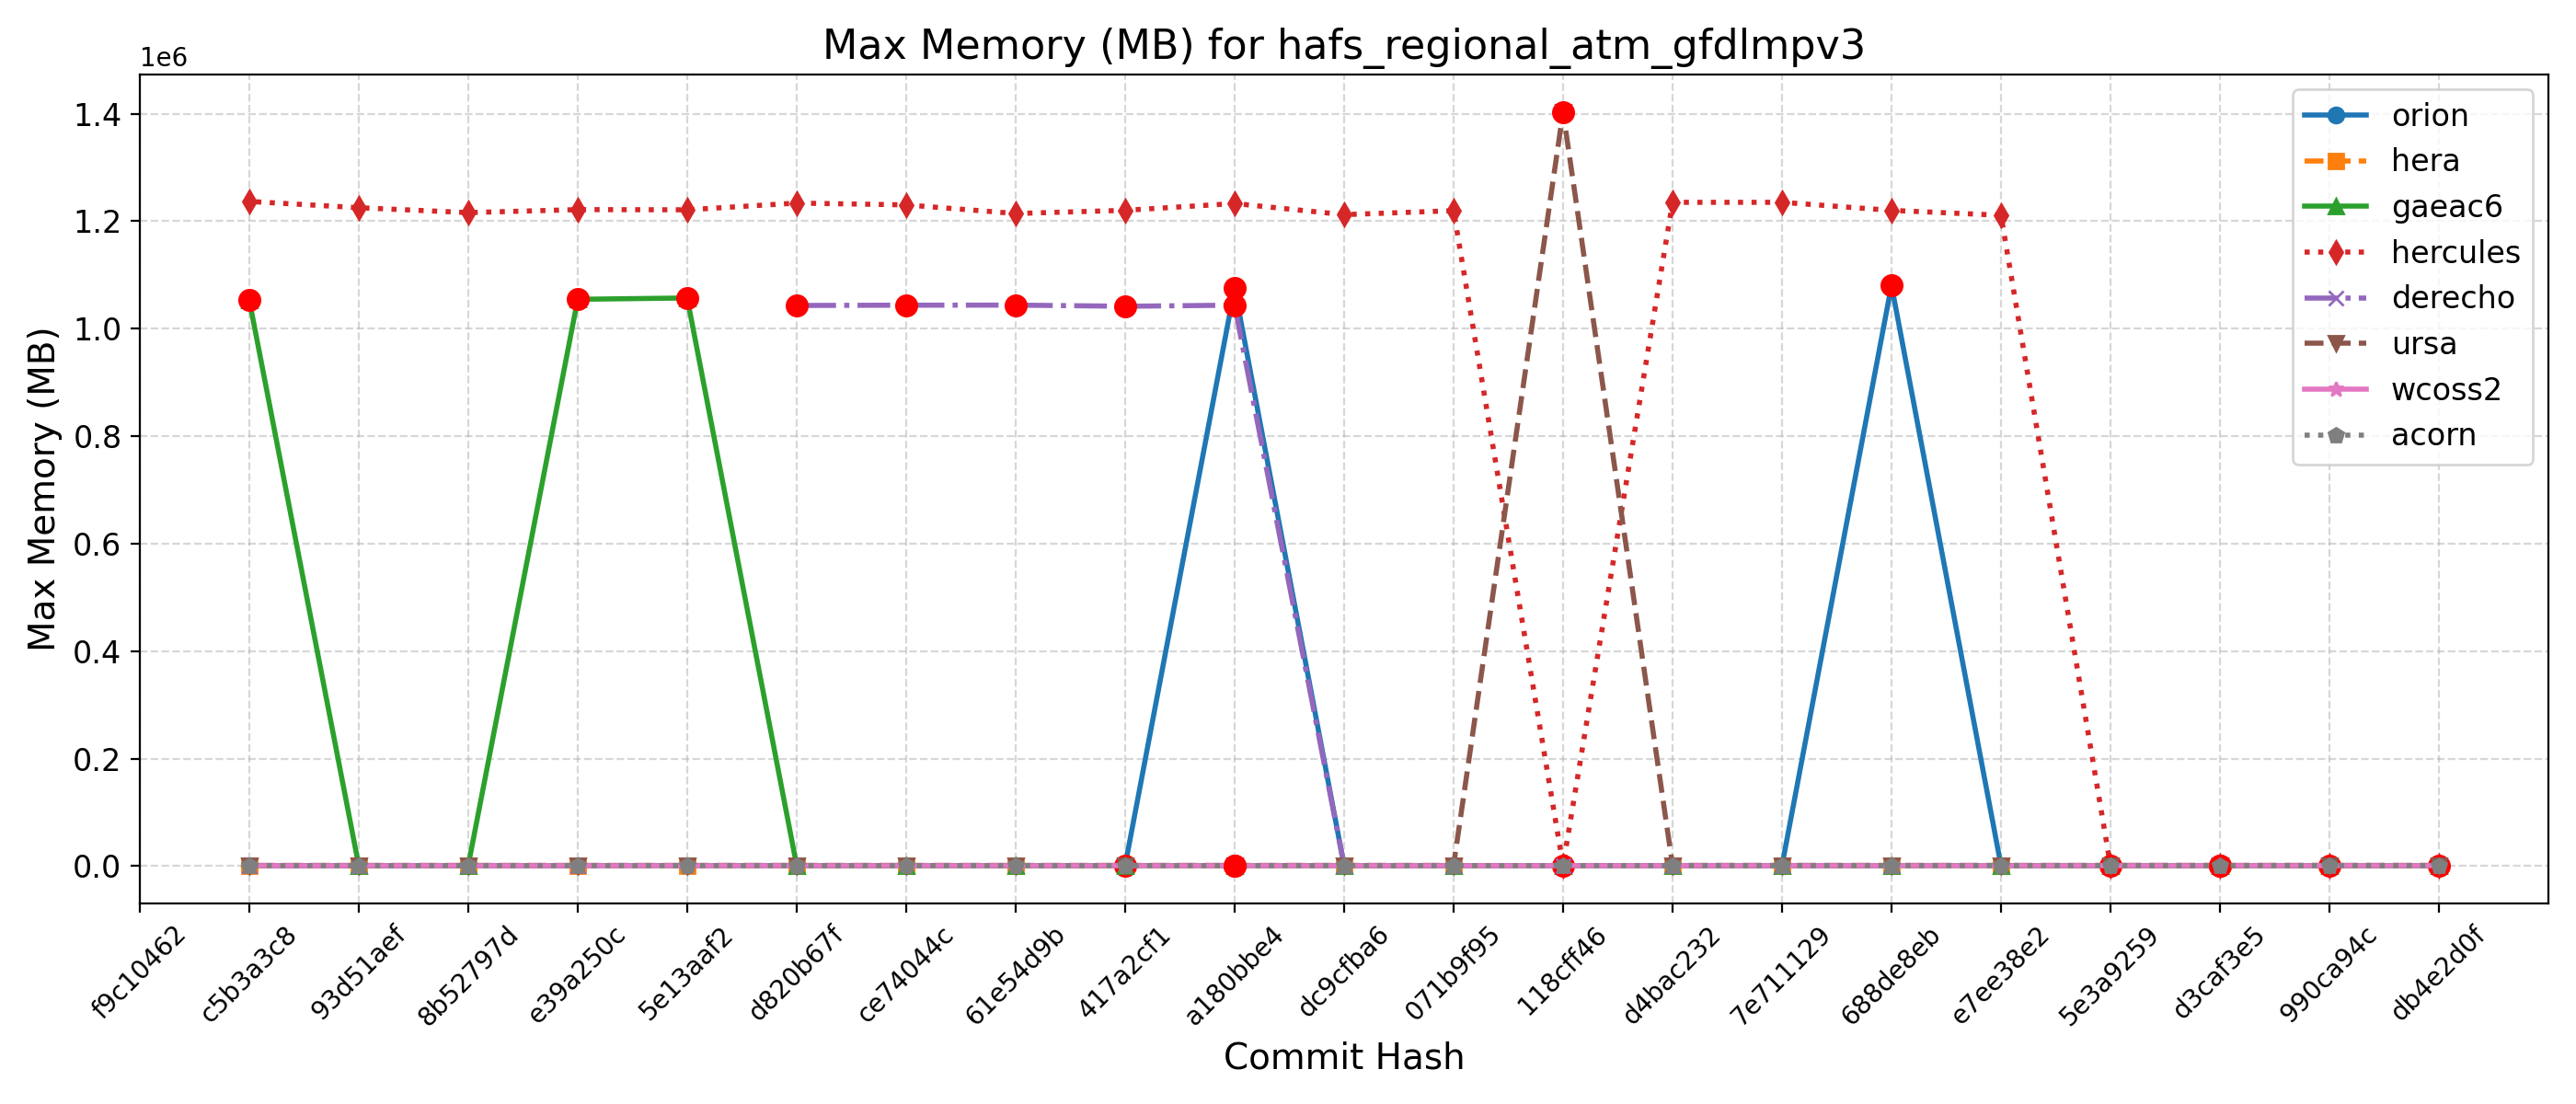 Max Memory (MB) for hafs_regional_atm_gfdlmpv3
1e6
1.4
1.2
1.0
0.8
0.6
0.4
0.2
0.0
Max Memory (MB)
orion
hera
gaeac6
hercules
derecho
ursa
wcoss2
acorn
f9c10462
c5b3a3c8
93d51aef
8b52797d
e39a250c
5e13aaf2
d820b67f
ce74044c
61e54d9b
417a2cf1
a180bbe4
dc9cfba6
071b9f95
118cff46
d4bac232
7e711129
688de8eb
e7ee38e2
5e3a9259
d3caf3e5
990ca94c
db4e2d0f
Commit Hash